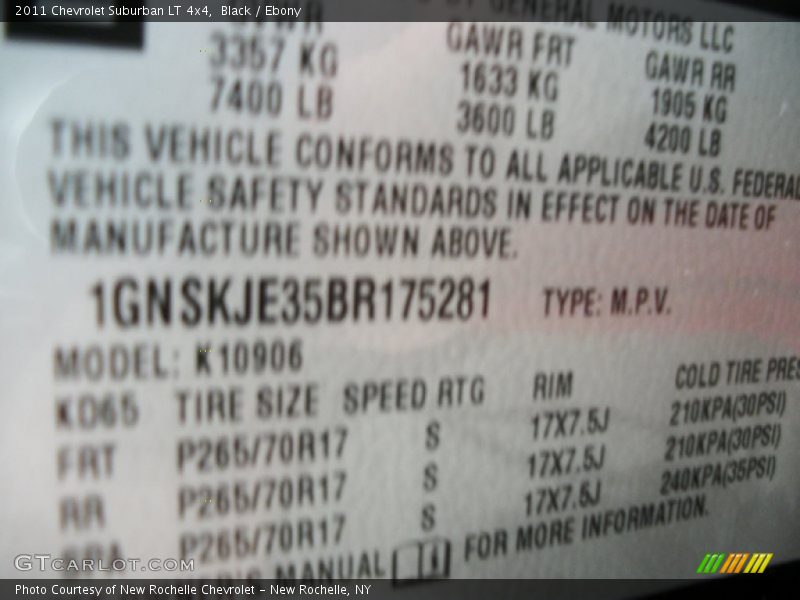 2011 Chevrolet Suburban LT 4x4, Black / Ebony
BY GENERAL MOTORS LLC
GVWR GAWR FRT GAWR RR
3357 KG 1633 KG 1905 KG
7400 LB 3600 LB 4200 LB
THIS VEHICLE CONFORMS TO ALL APPLICABLE U.S. FEDERAL
VEHICLE SAFETY STANDARDS IN EFFECT ON THE DATE OF
MANUFACTURE SHOWN ABOVE.
1GNSKJE35BR175281 TYPE: M.P.V.
MODEL: K10906
KD65 TIRE SIZE SPEED RTG RIM COLD TIRE PRES
FRT P265/70R17 S 17X7.5J 210KPA(30PSI)
RR P265/70R17 S 17X7.5J 210KPA(30PSI)
SPA P265/70R17 S 17X7.5J 240KPA(35PSI)
MANUAL FOR MORE INFORMATION.
GTCARLOT.COM
Photo Courtesy of New Rochelle Chevrolet - New Rochelle, NY